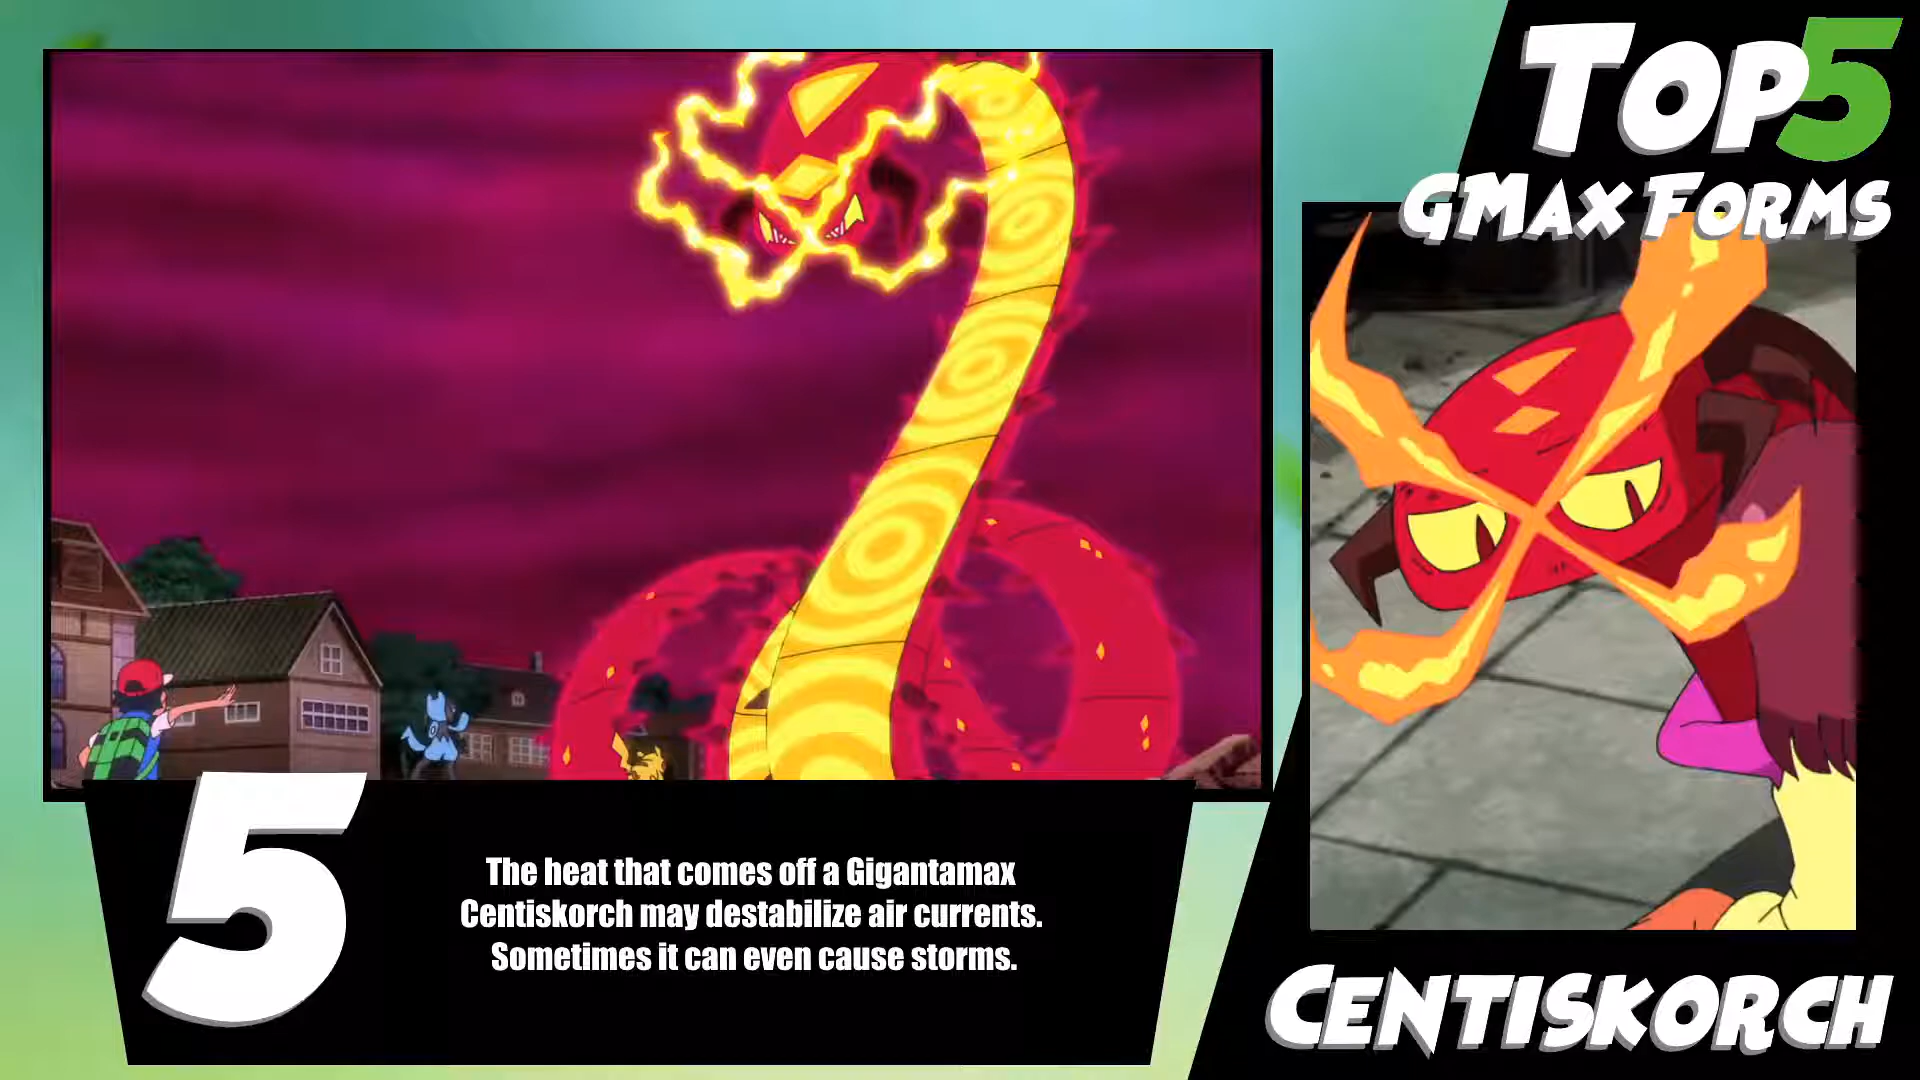 Top5
GMax Forms
5
The heat that comes off a Gigantamax
Centiskorch may destabilize air currents.
Sometimes it can even cause storms.
Centiskorch